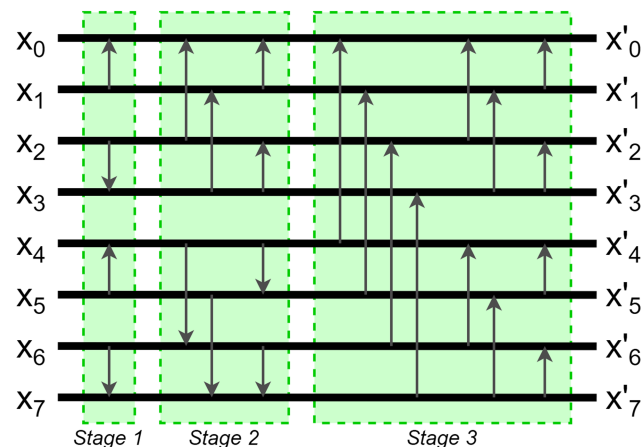 x₀ x'₀
x₁ x'₁
x₂ x'₂
x₃ x'₃
x₄ x'₄
x₅ x'₅
x₆ x'₆
x₇ x'₇
Stage 1 Stage 2 Stage 3